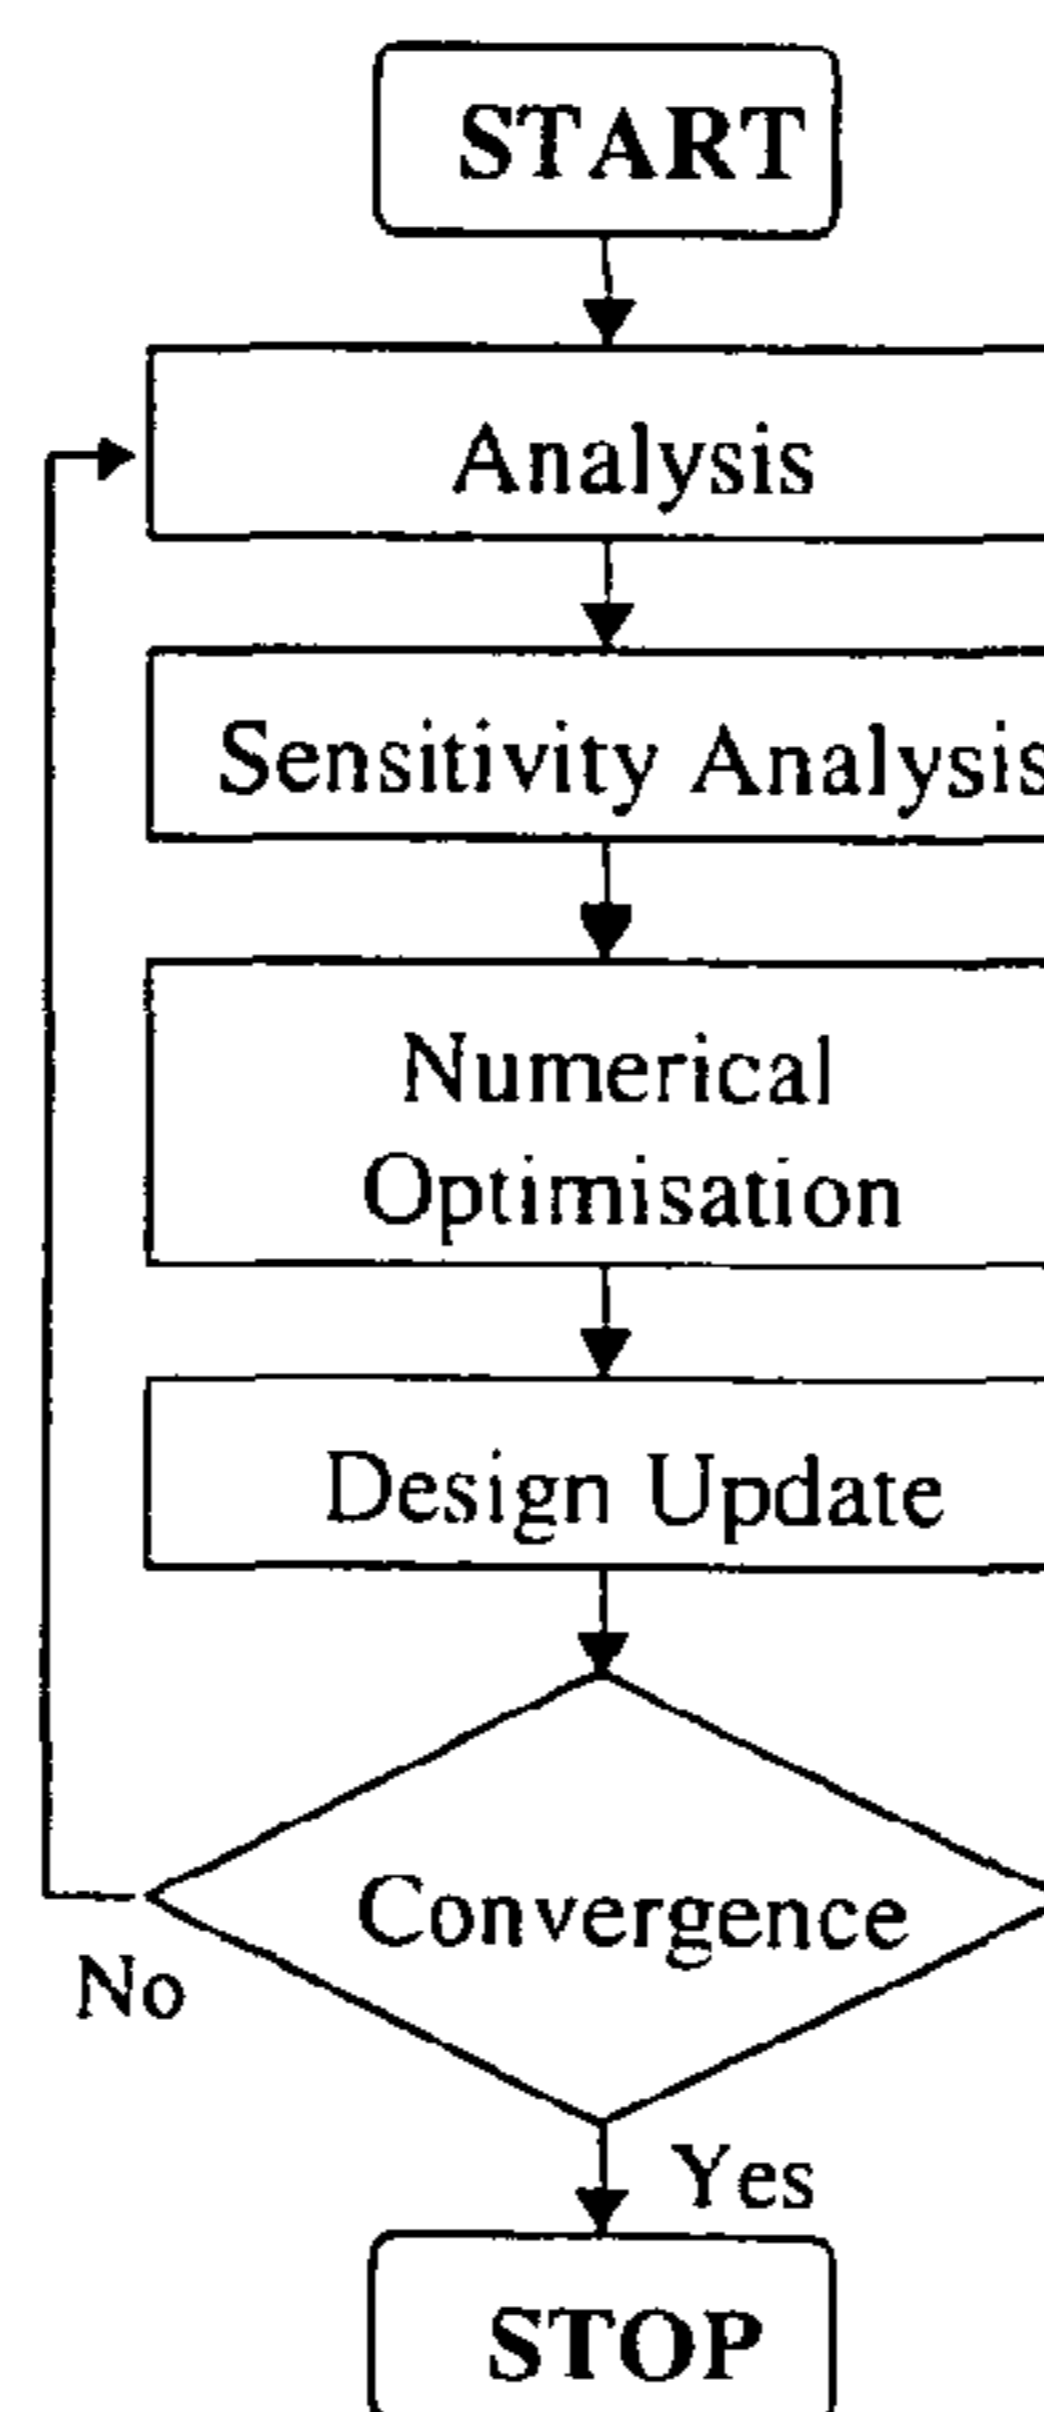 START
Analysis
Sensitivity Analysis
Numerical
Optimisation
Design Update
Convergence
No
Yes
STOP